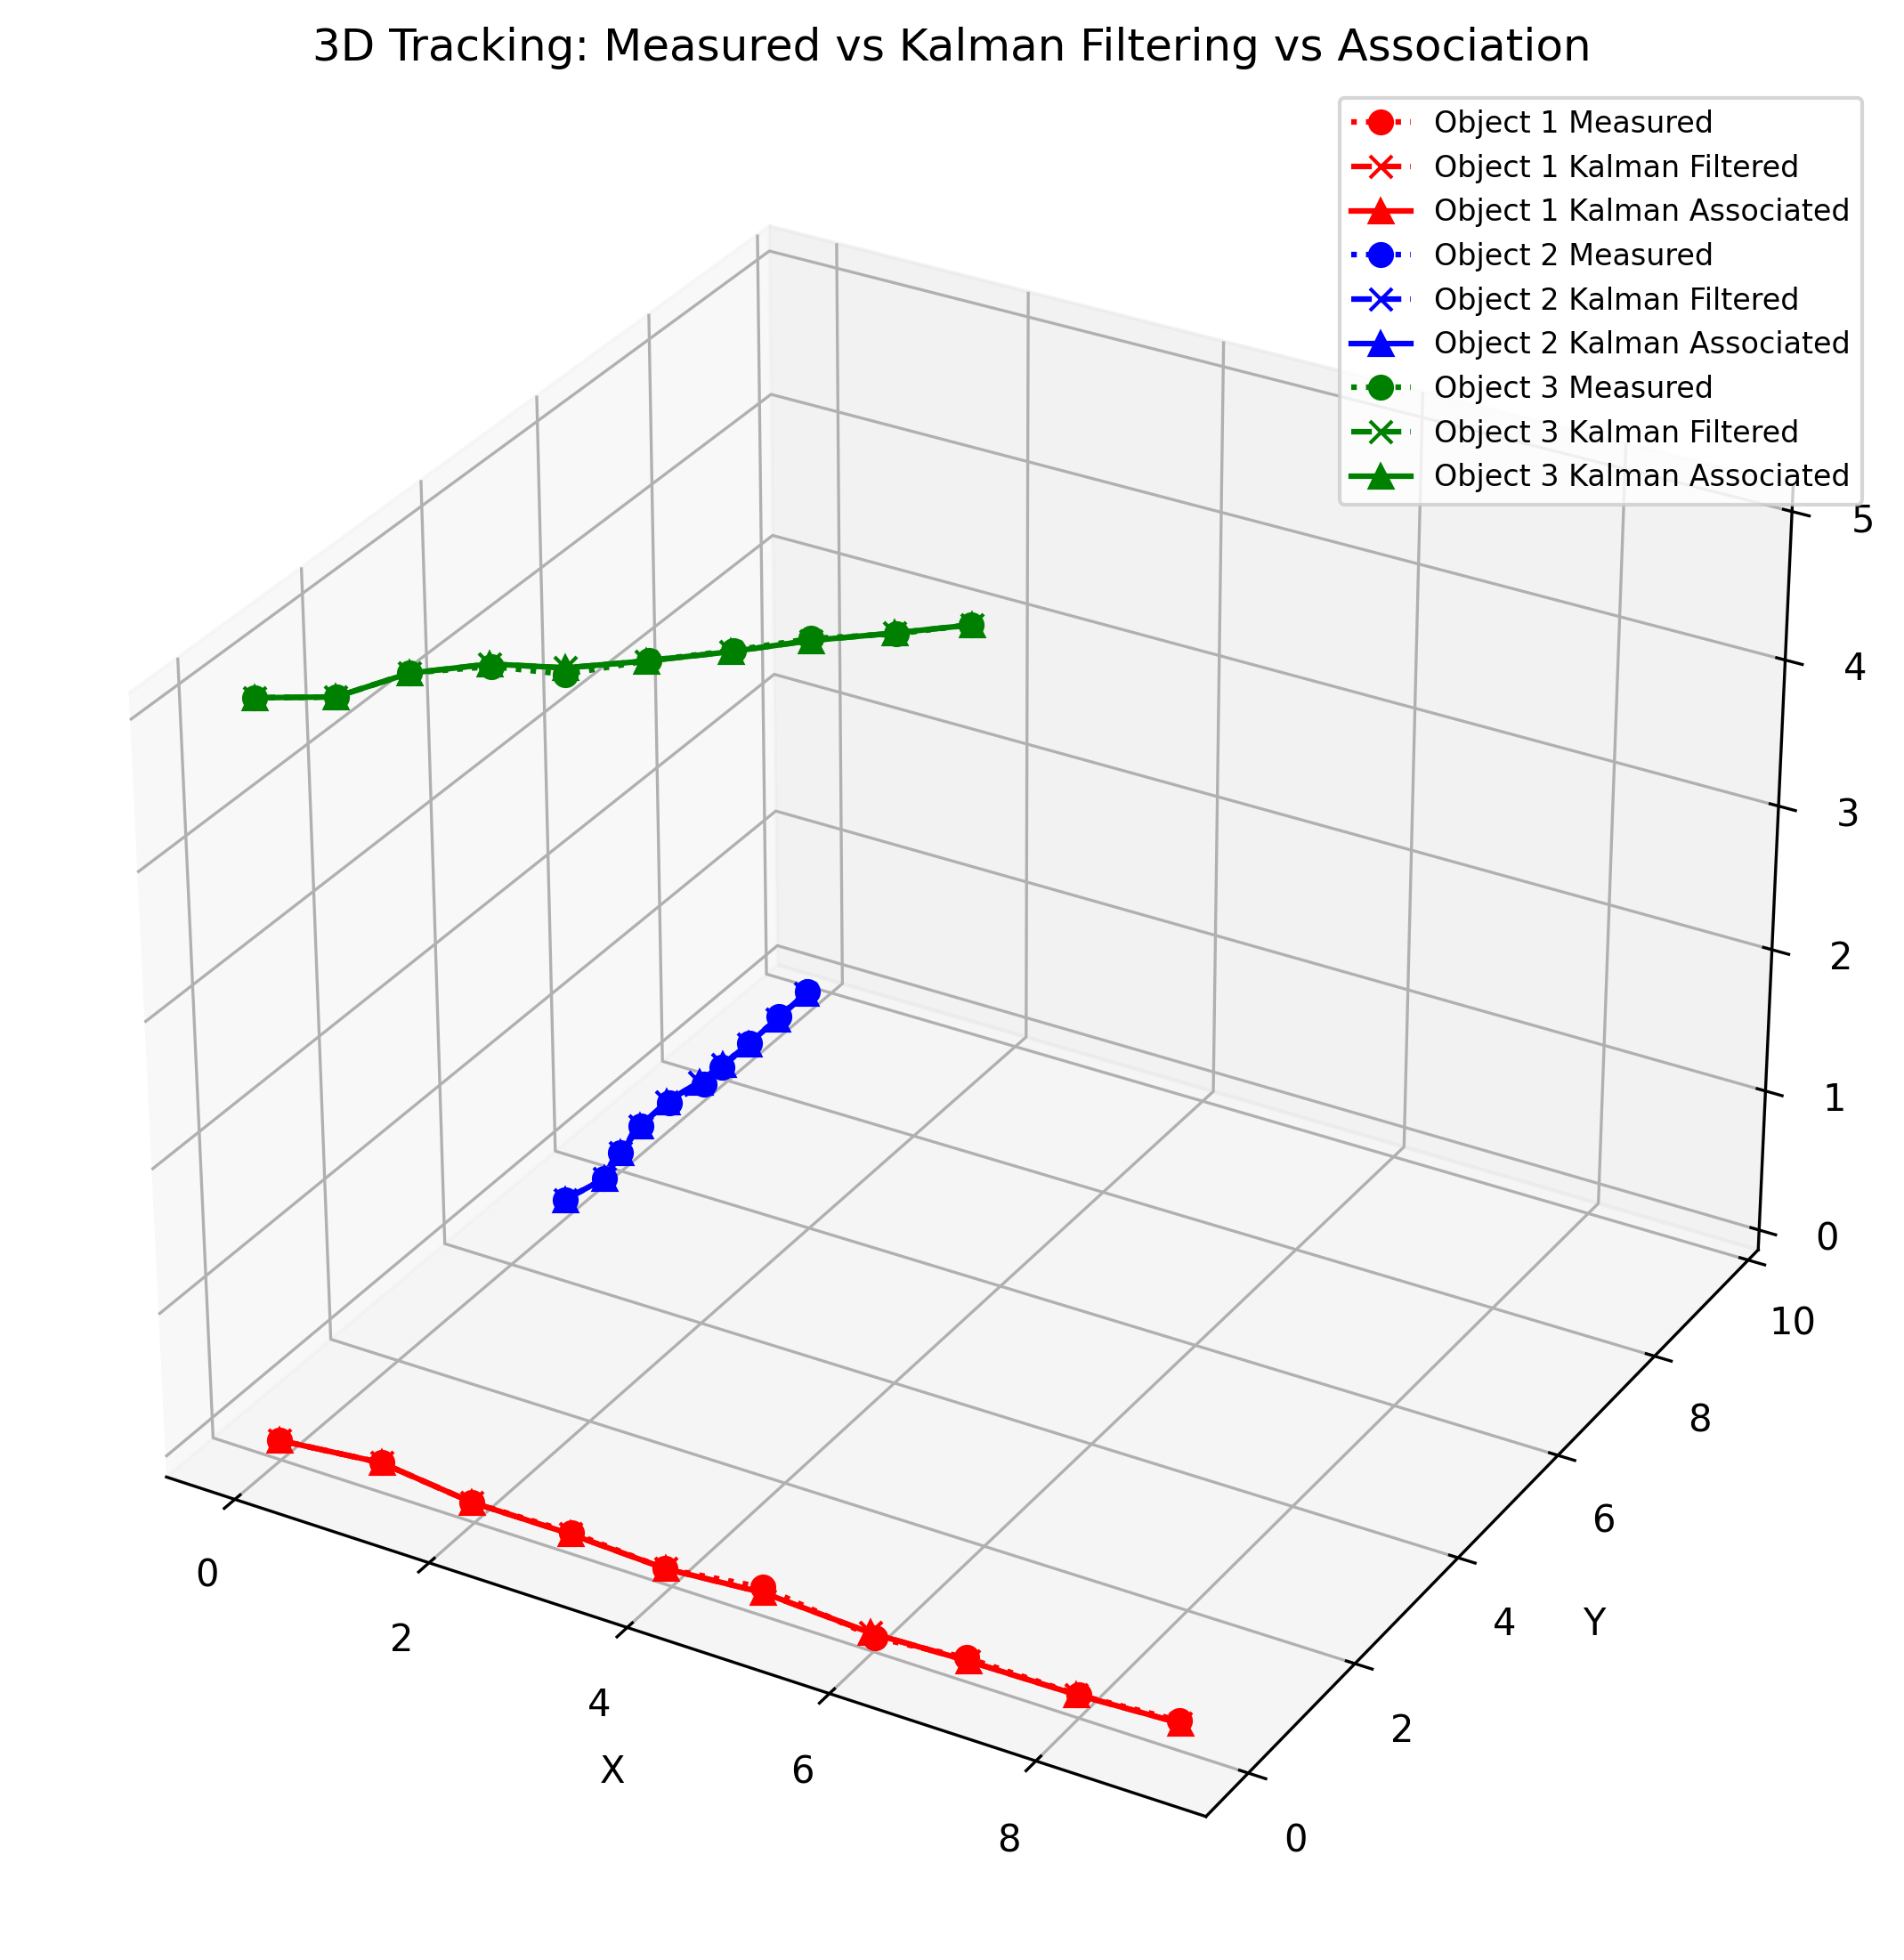 3D Tracking: Measured vs Kalman Filtering vs Association
Object 1 Measured
Object 1 Kalman Filtered
Object 1 Kalman Associated
Object 2 Measured
Object 2 Kalman Filtered
Object 2 Kalman Associated
Object 3 Measured
Object 3 Kalman Filtered
Object 3 Kalman Associated
5
4
3
2
1
0
10
8
6
4
2
0
Y
0
2
4
6
8
X